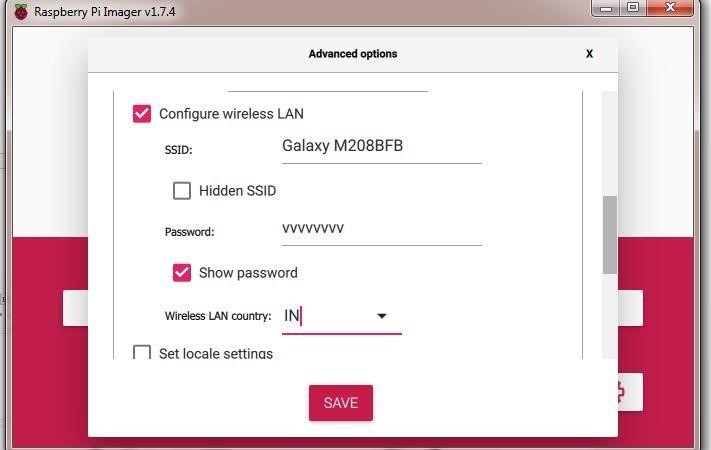 Raspberry Pi Imager v1.7.4
Advanced options
X
Configure wireless LAN
SSID: Galaxy M208BFB
Hidden SSID
Password: vvvvvvvv
Show password
Wireless LAN country: IN
Set locale settings
SAVE